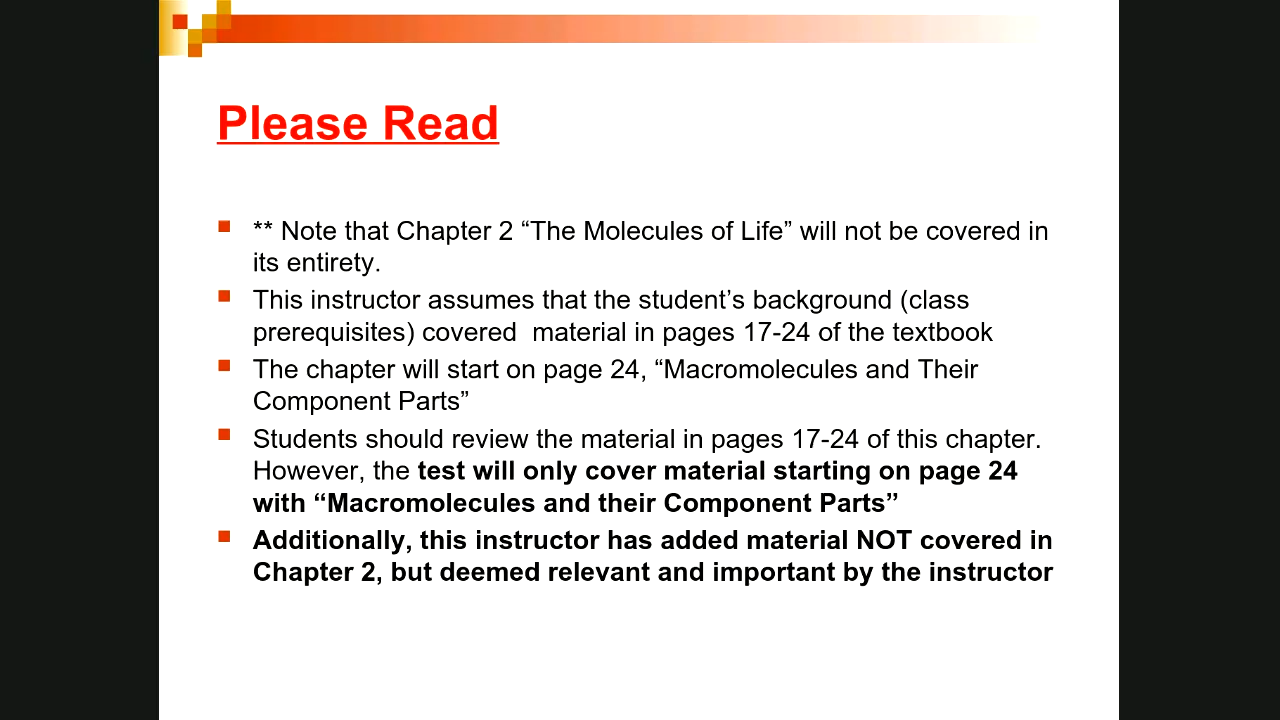 Please Read
** Note that Chapter 2 “The Molecules of Life” will not be covered in
its entirety.
This instructor assumes that the student’s background (class
prerequisites) covered  material in pages 17-24 of the textbook
The chapter will start on page 24, “Macromolecules and Their
Component Parts”
Students should review the material in pages 17-24 of this chapter.
However, the test will only cover material starting on page 24
with “Macromolecules and their Component Parts”
Additionally, this instructor has added material NOT covered in
Chapter 2, but deemed relevant and important by the instructor